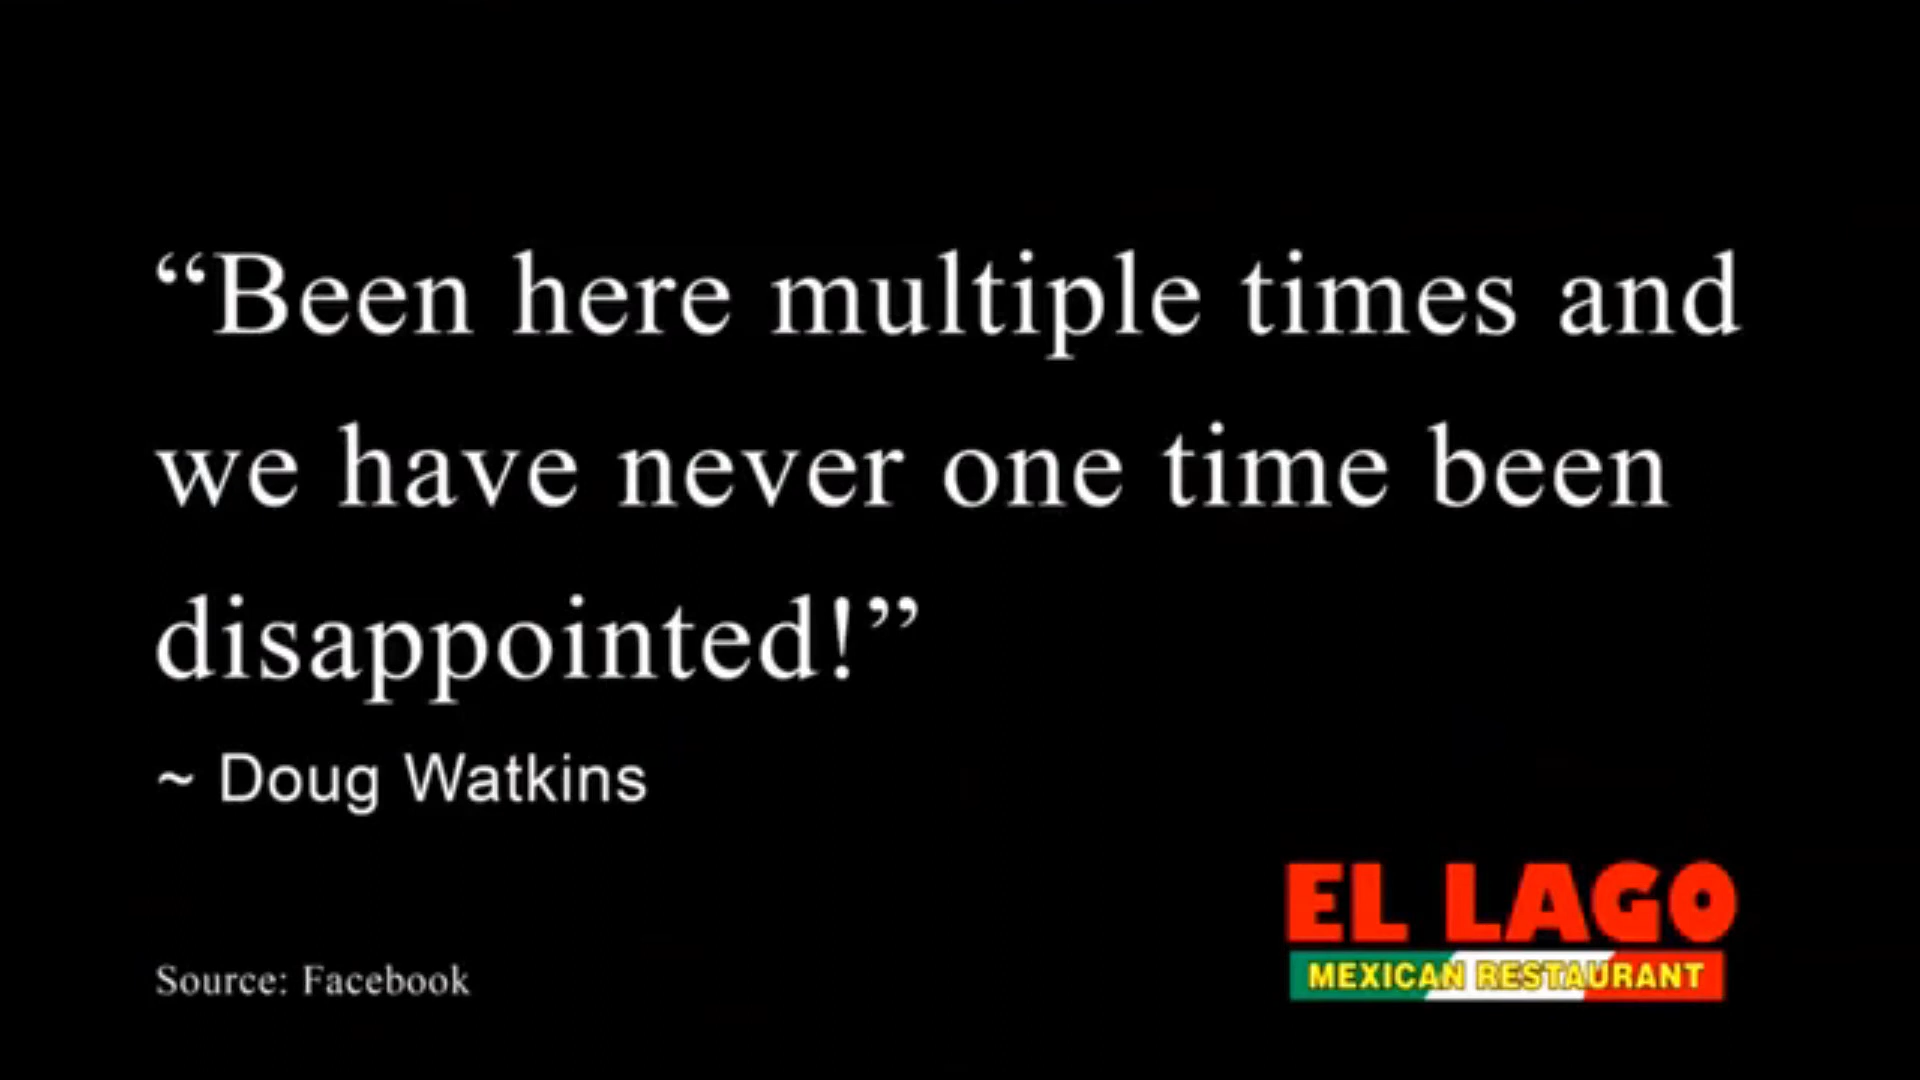 “Been here multiple times and
we have never one time been
disappointed!”
~ Doug Watkins
Source: Facebook
EL LAGO
MEXICAN RESTAURANT